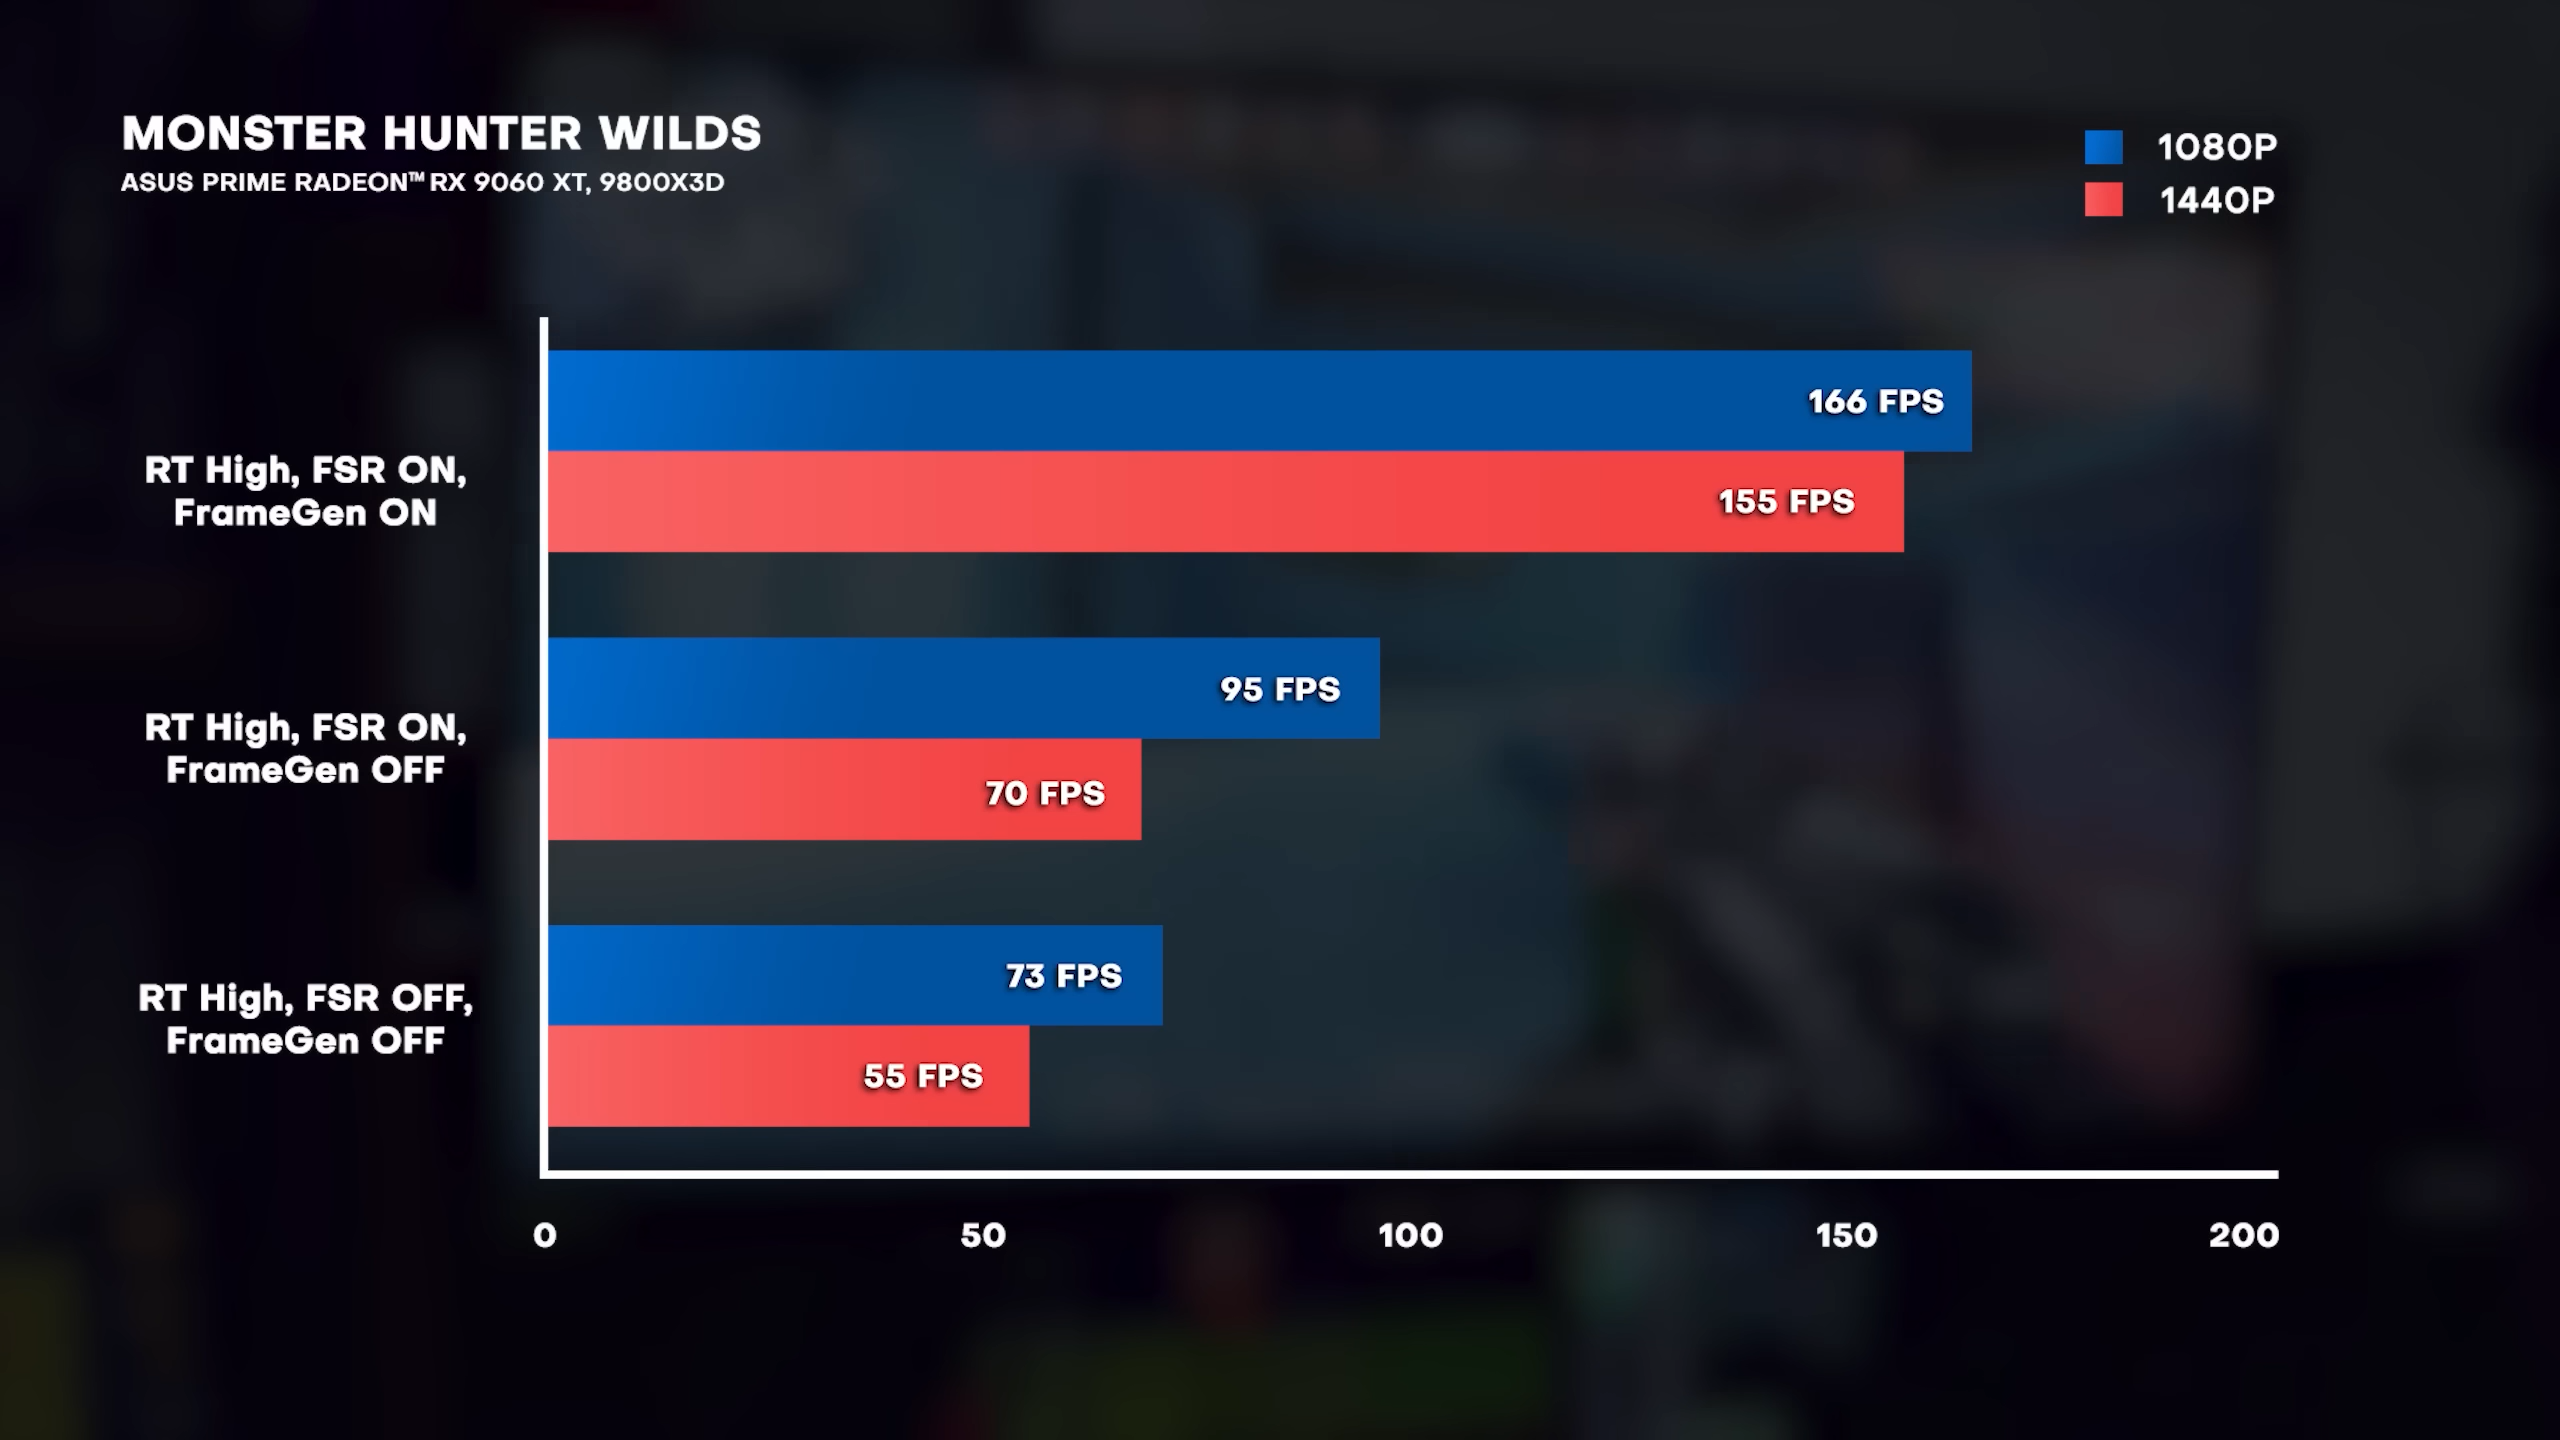 MONSTER HUNTER WILDS
ASUS PRIME RADEON™ RX 9060 XT, 9800X3D
1080P
1440P
RT High, FSR ON,
FrameGen ON
166 FPS
155 FPS
RT High, FSR ON,
FrameGen OFF
95 FPS
70 FPS
RT High, FSR OFF,
FrameGen OFF
73 FPS
55 FPS
0 50 100 150 200